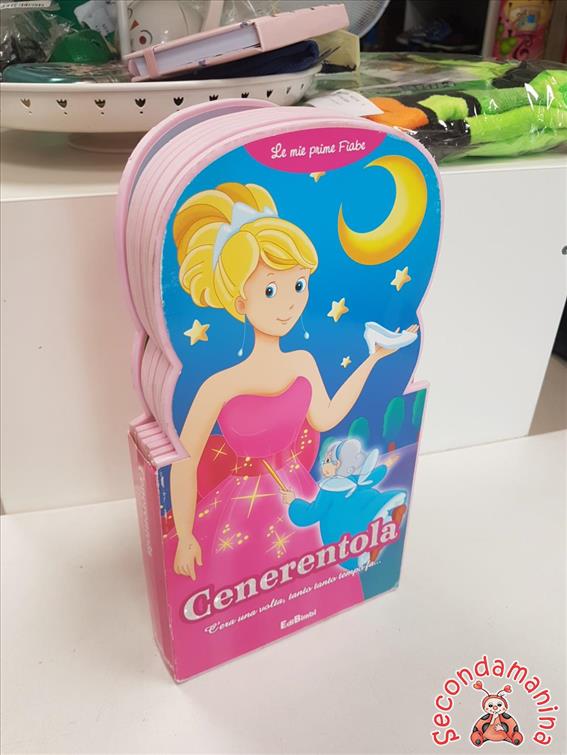 Le mie prime Fiabe
Cenerentola
C'era una volta, tanto tanto tempo fa...
EdiBimbi
Secondamanina